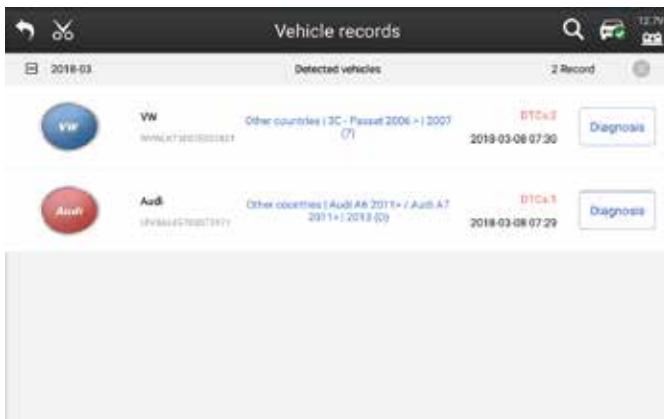 Vehicle records
12.7V
2018-03 Detected vehicles 2 Record
VW
VW
Other countries | 3C - Passat 2006 > | 2007
(7)
DTCs:2
2018-03-08 07:30
Diagnosis
Audi
Audi
Other countries | Audi A6 2011> / Audi A7
2011> | 2013 (D)
DTCs:1
2018-03-08 07:29
Diagnosis